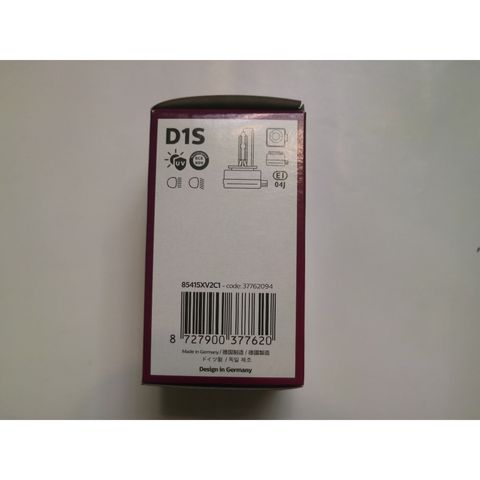 D1S
UV
E1
04J
85415XV2C1 - code: 37762094
8 727900 377620
Made in Germany / 德国制造 / 德國製造
ドイツ製 / 독일 제조
Design in Germany